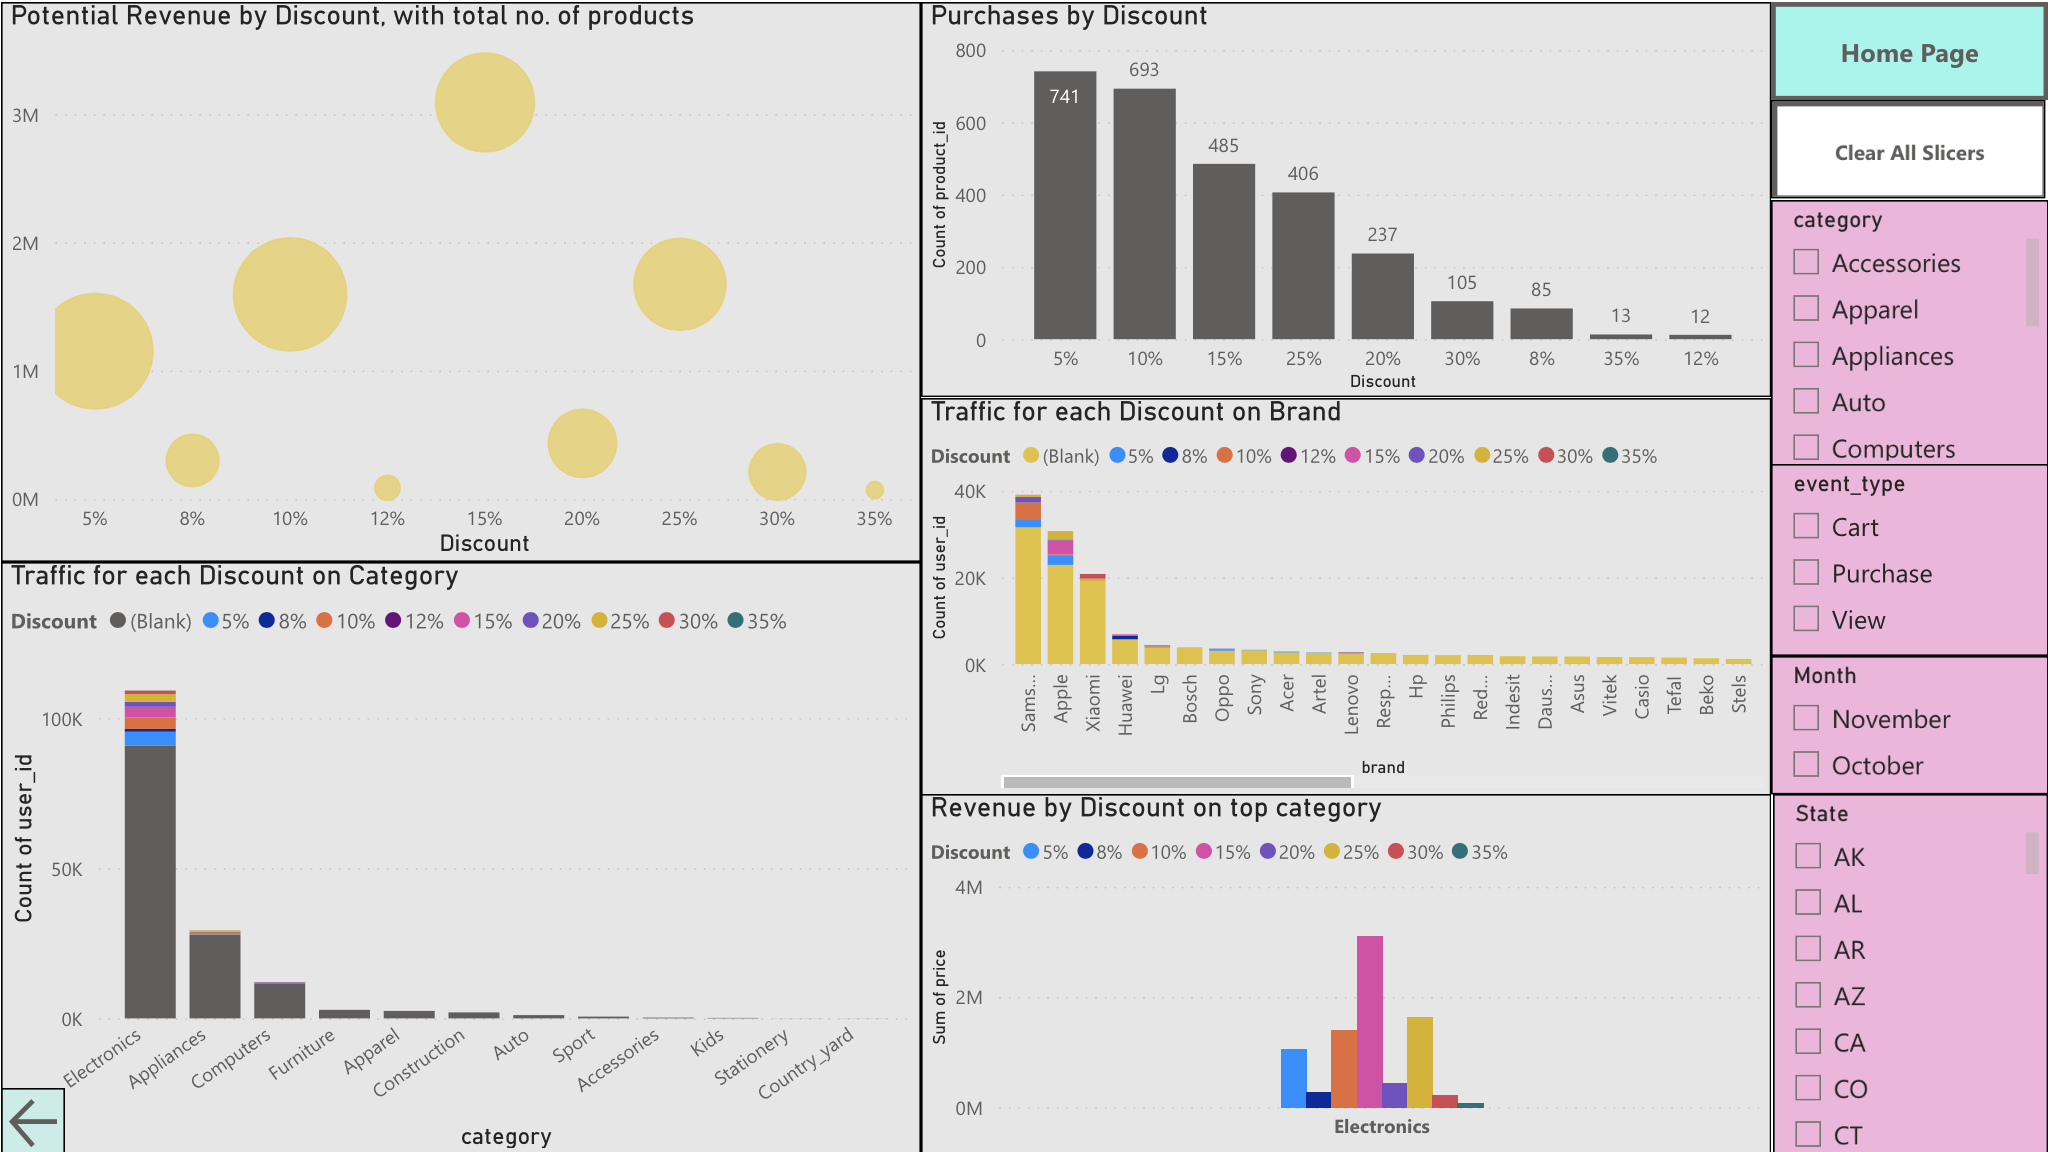 Potential Revenue by Discount, with total no. of products
3M
2M
1M
0M
5% 8% 10% 12% 15% 20% 25% 30% 35%
Discount
Purchases by Discount
Count of product_id
800
600
400
200
0
741 693 485 406 237 105 85 13 12
5% 10% 15% 25% 20% 30% 8% 35% 12%
Discount
Home Page
Clear All Slicers
category
Accessories
Apparel
Appliances
Auto
Computers
event_type
Cart
Purchase
View
Month
November
October
State
AK
AL
AR
AZ
CA
CO
CT
Traffic for each Discount on Brand
Discount (Blank) 5% 8% 10% 12% 15% 20% 25% 30% 35%
Count of user_id
40K
20K
0K
Sams... Apple Xiaomi Huawei Lg Bosch Oppo Sony Acer Artel Lenovo Resp... Hp Philips Red... Indesit Daus... Asus Vitek Casio Tefal Beko Stels
brand
Traffic for each Discount on Category
Discount (Blank) 5% 8% 10% 12% 15% 20% 25% 30% 35%
Count of user_id
100K
50K
0K
Electronics Appliances Computers Furniture Apparel Construction Auto Sport Accessories Kids Stationery Country_yard
category
Revenue by Discount on top category
Discount 5% 8% 10% 15% 20% 25% 30% 35%
Sum of price
4M
2M
0M
Electronics